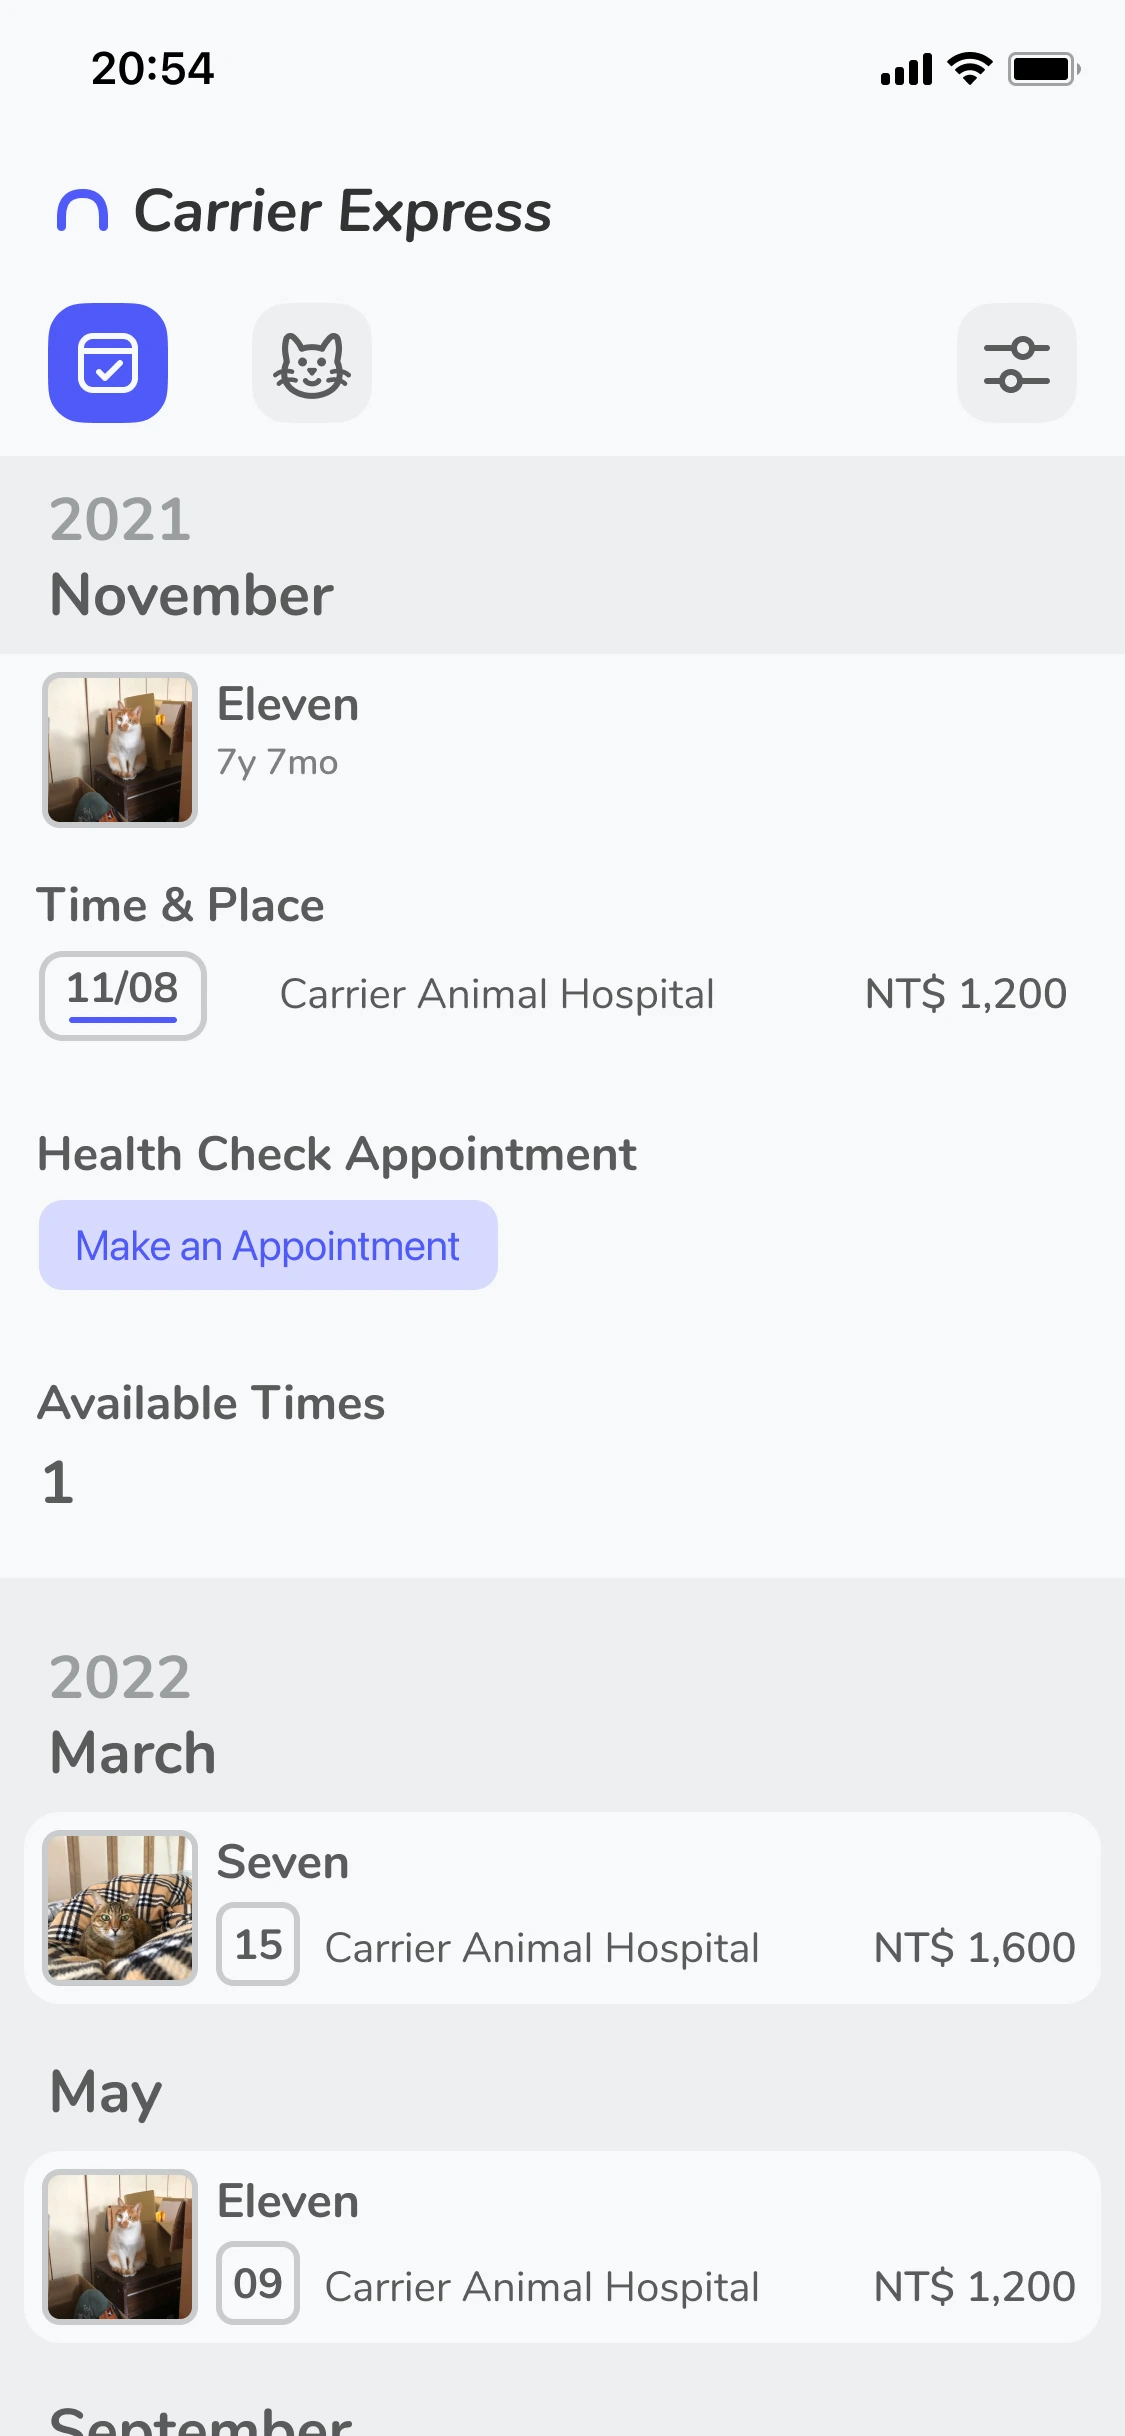 20:54
Carrier Express
2021
November
Eleven
7y 7mo
Time & Place
11/08 Carrier Animal Hospital NT$ 1,200
Health Check Appointment
Make an Appointment
Available Times
1
2022
March
Seven
15 Carrier Animal Hospital NT$ 1,600
May
Eleven
09 Carrier Animal Hospital NT$ 1,200
September